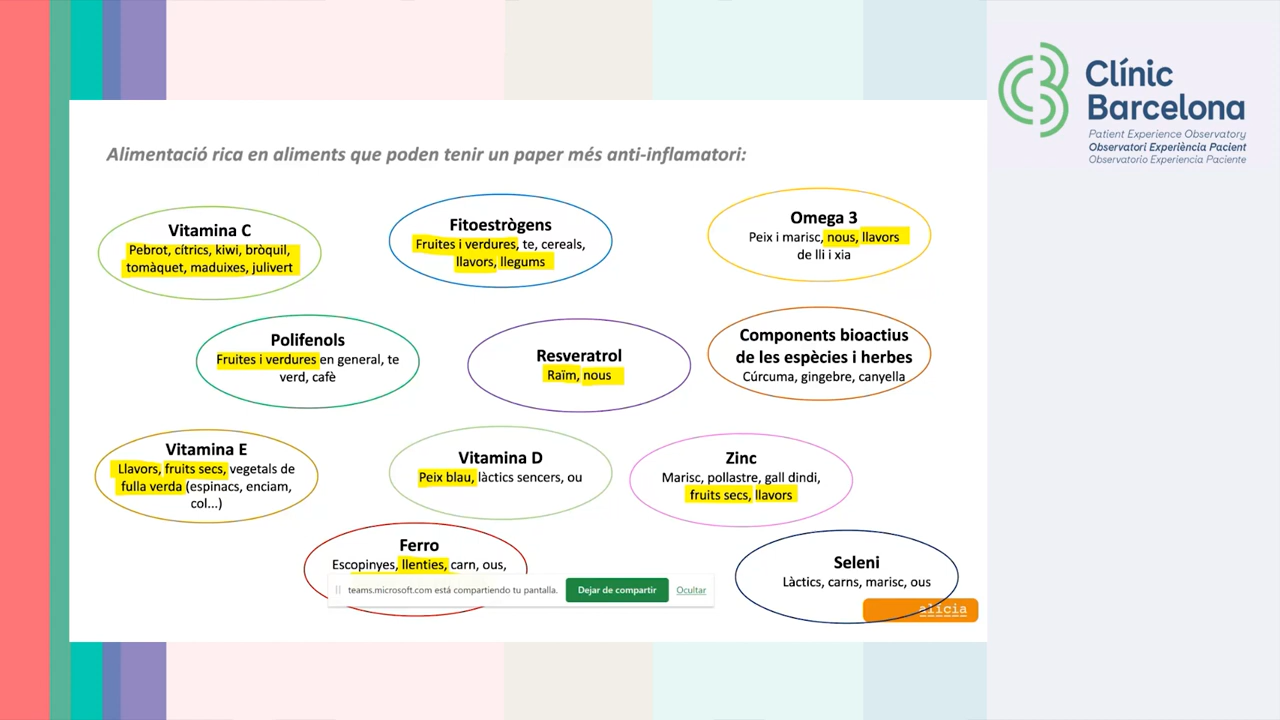 Clínic
Barcelona
Patient Experience Observatory
Observatori Experiència Pacient
Observatorio Experiencia Paciente
Alimentació rica en aliments que poden tenir un paper més anti-inflamatori:
Vitamina C
Pebrot, cítrics, kiwi, bròquil,
tomàquet, maduixes, julivert
Fitoestrògens
Fruites i verdures, te, cereals,
llavors, llegums
Omega 3
Peix i marisc, nous, llavors
de lli i xia
Polifenols
Fruites i verdures en general, te
verd, cafè
Resveratrol
Raïm, nous
Components bioactius
de les espècies i herbes
Cúrcuma, gingebre, canyella
Vitamina E
Llavors, fruits secs, vegetals de
fulla verda (espinacs, enciam,
col...)
Vitamina D
Peix blau, làctics sencers, ou
Zinc
Marisc, pollastre, gall dindi,
fruits secs, llavors
Ferro
Escopinyes, llenties, carn, ous,
teams.microsoft.com está compartiendo tu pantalla.
Dejar de compartir
Ocultar
Seleni
Làctics, carns, marisc, ous
alícia